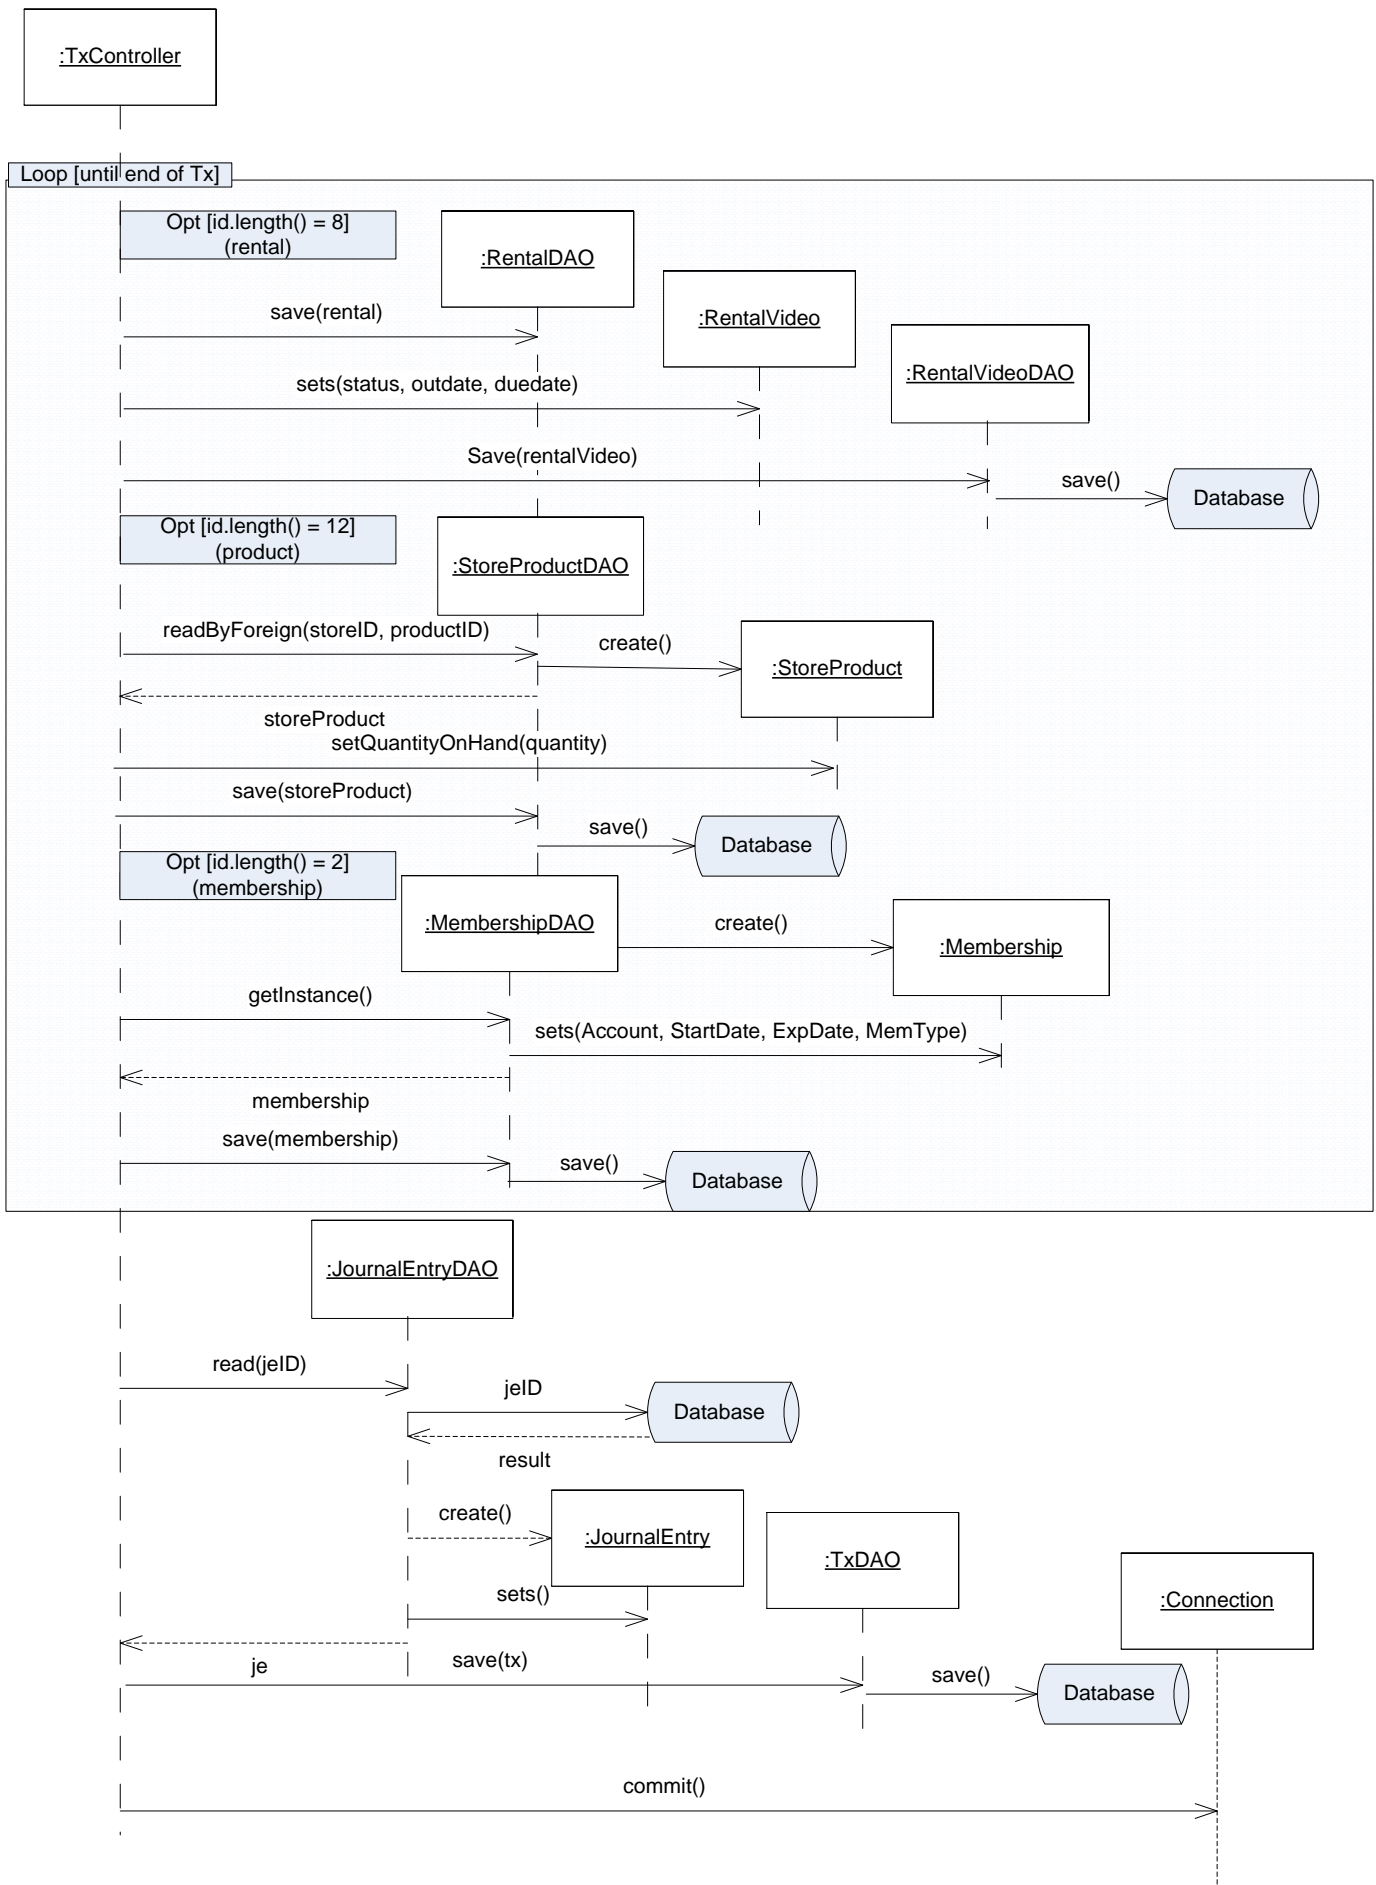 :TxController
Loop [until end of Tx]
Opt [id.length() = 8]
(rental)
:RentalDAO
save(rental)
:RentalVideo
:RentalVideoDAO
sets(status, outdate, duedate)
Save(rentalVideo)
save()
Database
Opt [id.length() = 12]
(product)
:StoreProductDAO
readByForeign(storeID, productID)
create()
:StoreProduct
storeProduct
setQuantityOnHand(quantity)
save(storeProduct)
save()
Database
Opt [id.length() = 2]
(membership)
:MembershipDAO
create()
:Membership
getInstance()
sets(Account, StartDate, ExpDate, MemType)
membership
save(membership)
save()
Database
:JournalEntryDAO
read(jeID)
jeID
Database
result
create()
:JournalEntry
:TxDAO
:Connection
sets()
je
save(tx)
save()
Database
commit()